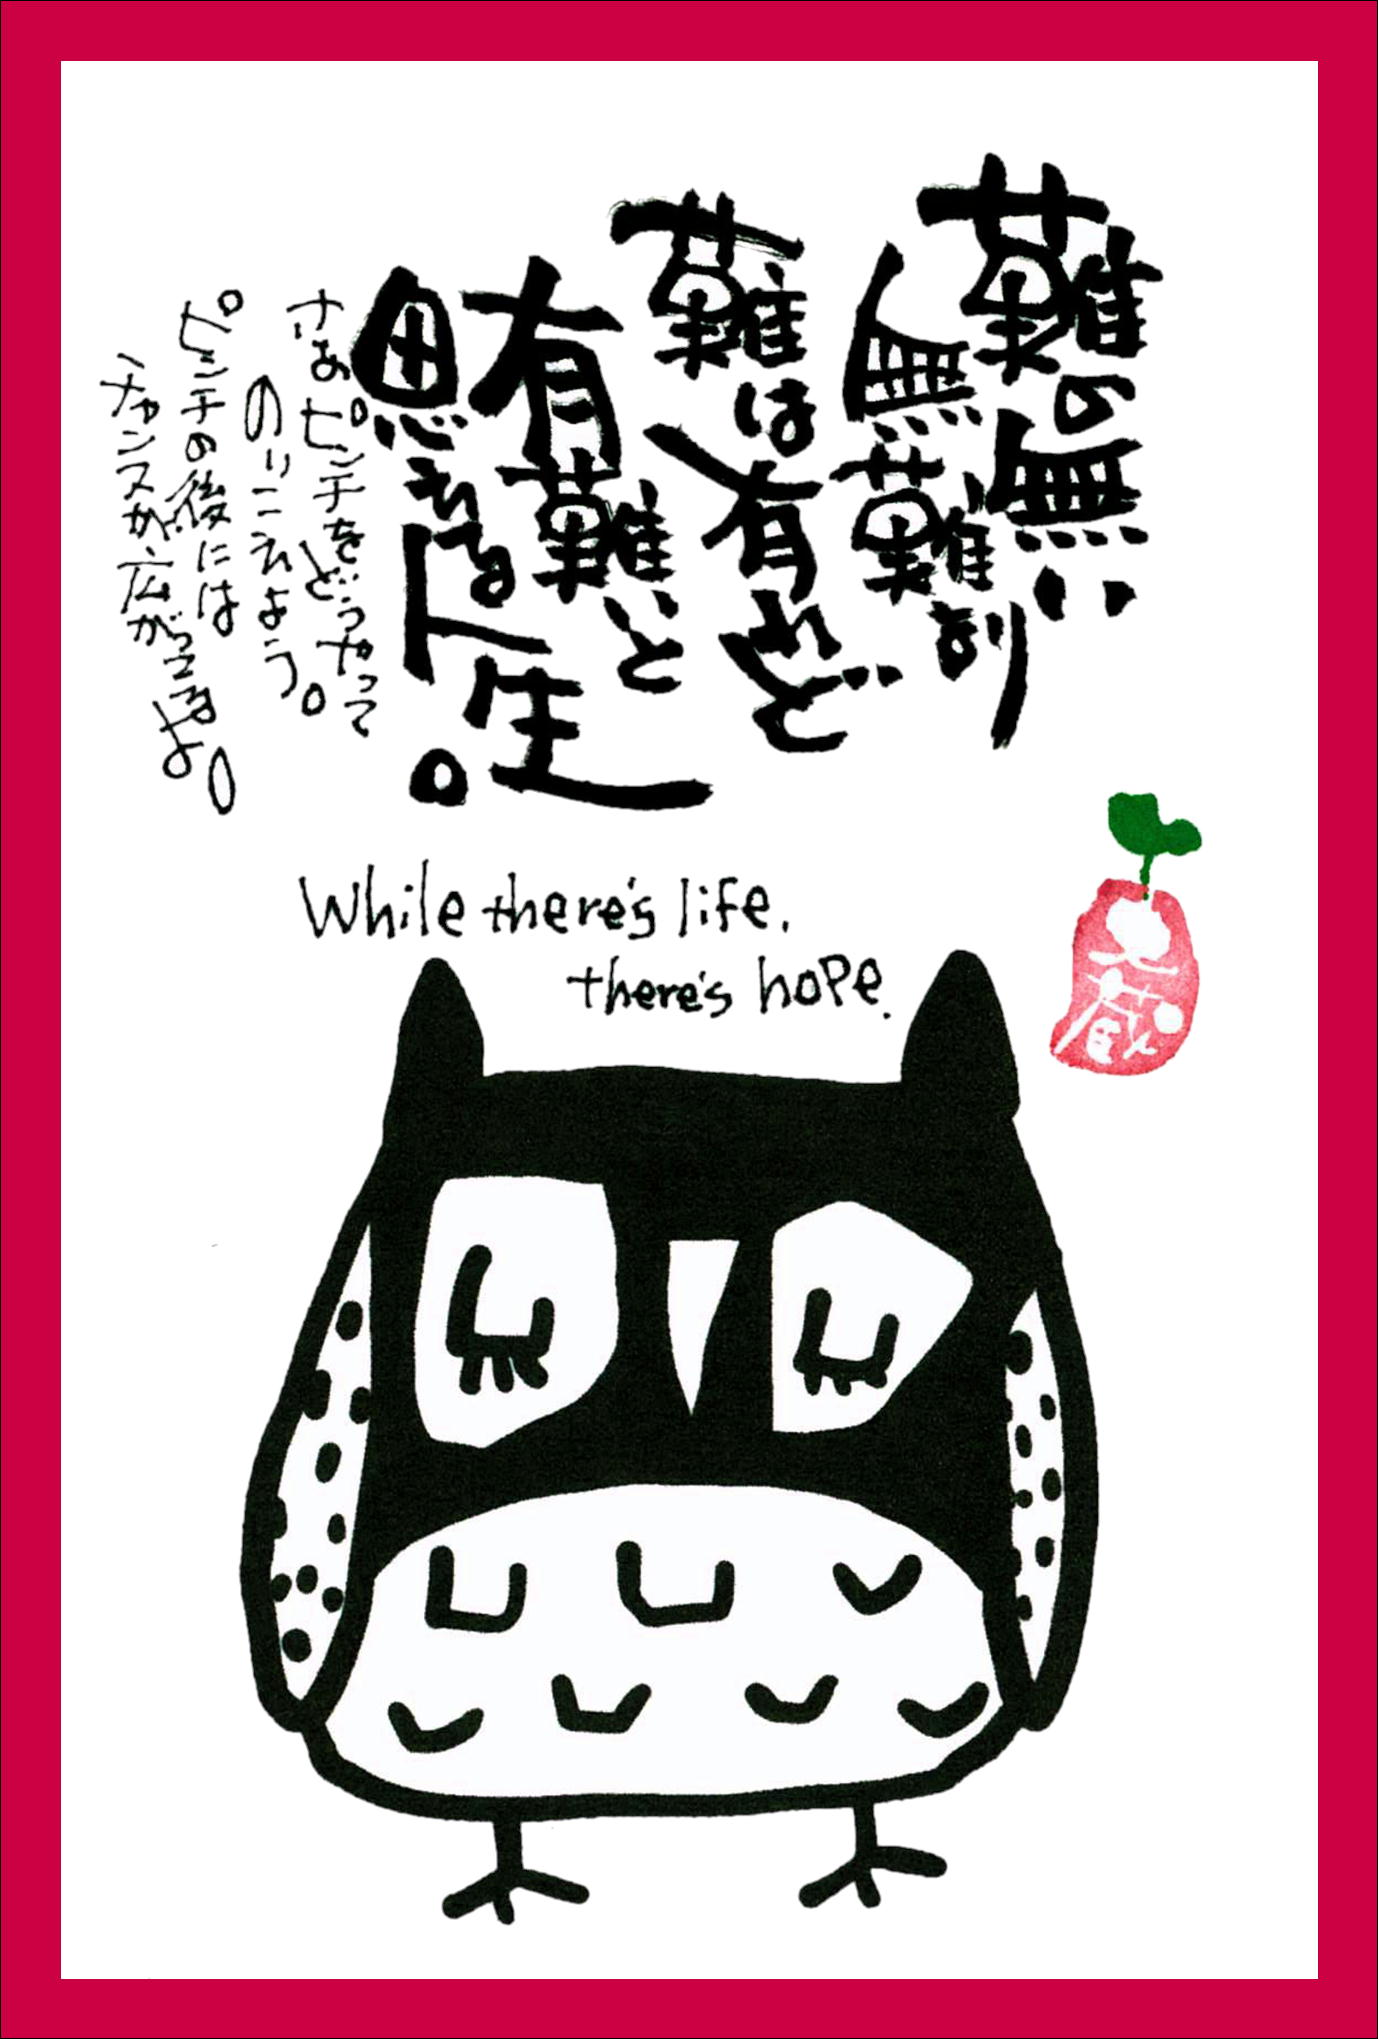 難の無い
無難より
難は有れど
有難いと
思える人生。
さあピンチをどうやって
のりこえよう。
ピンチの後には
チャンスが広がってるよ。
While there's life.
there's hope.